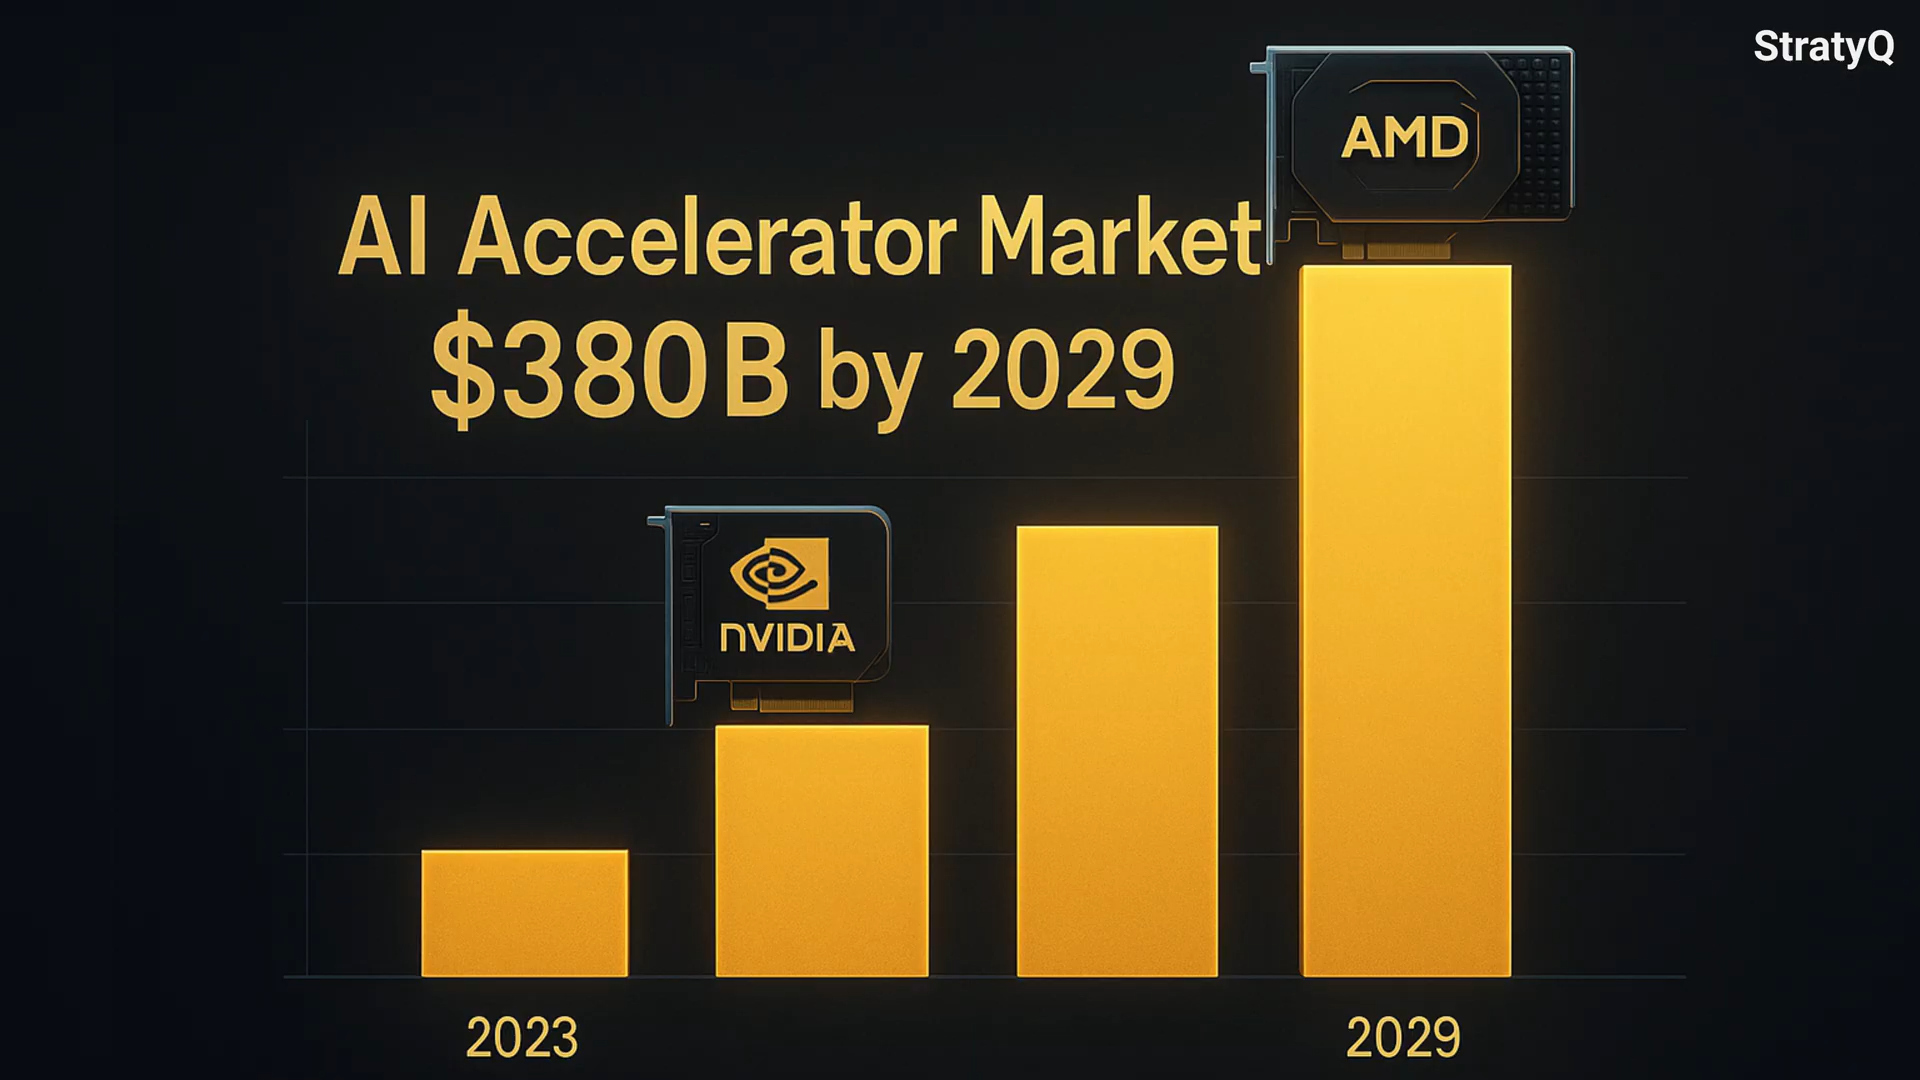 StratyQ
AMD
AI Accelerator Market
$380B by 2029
NVIDIA
2023
2029